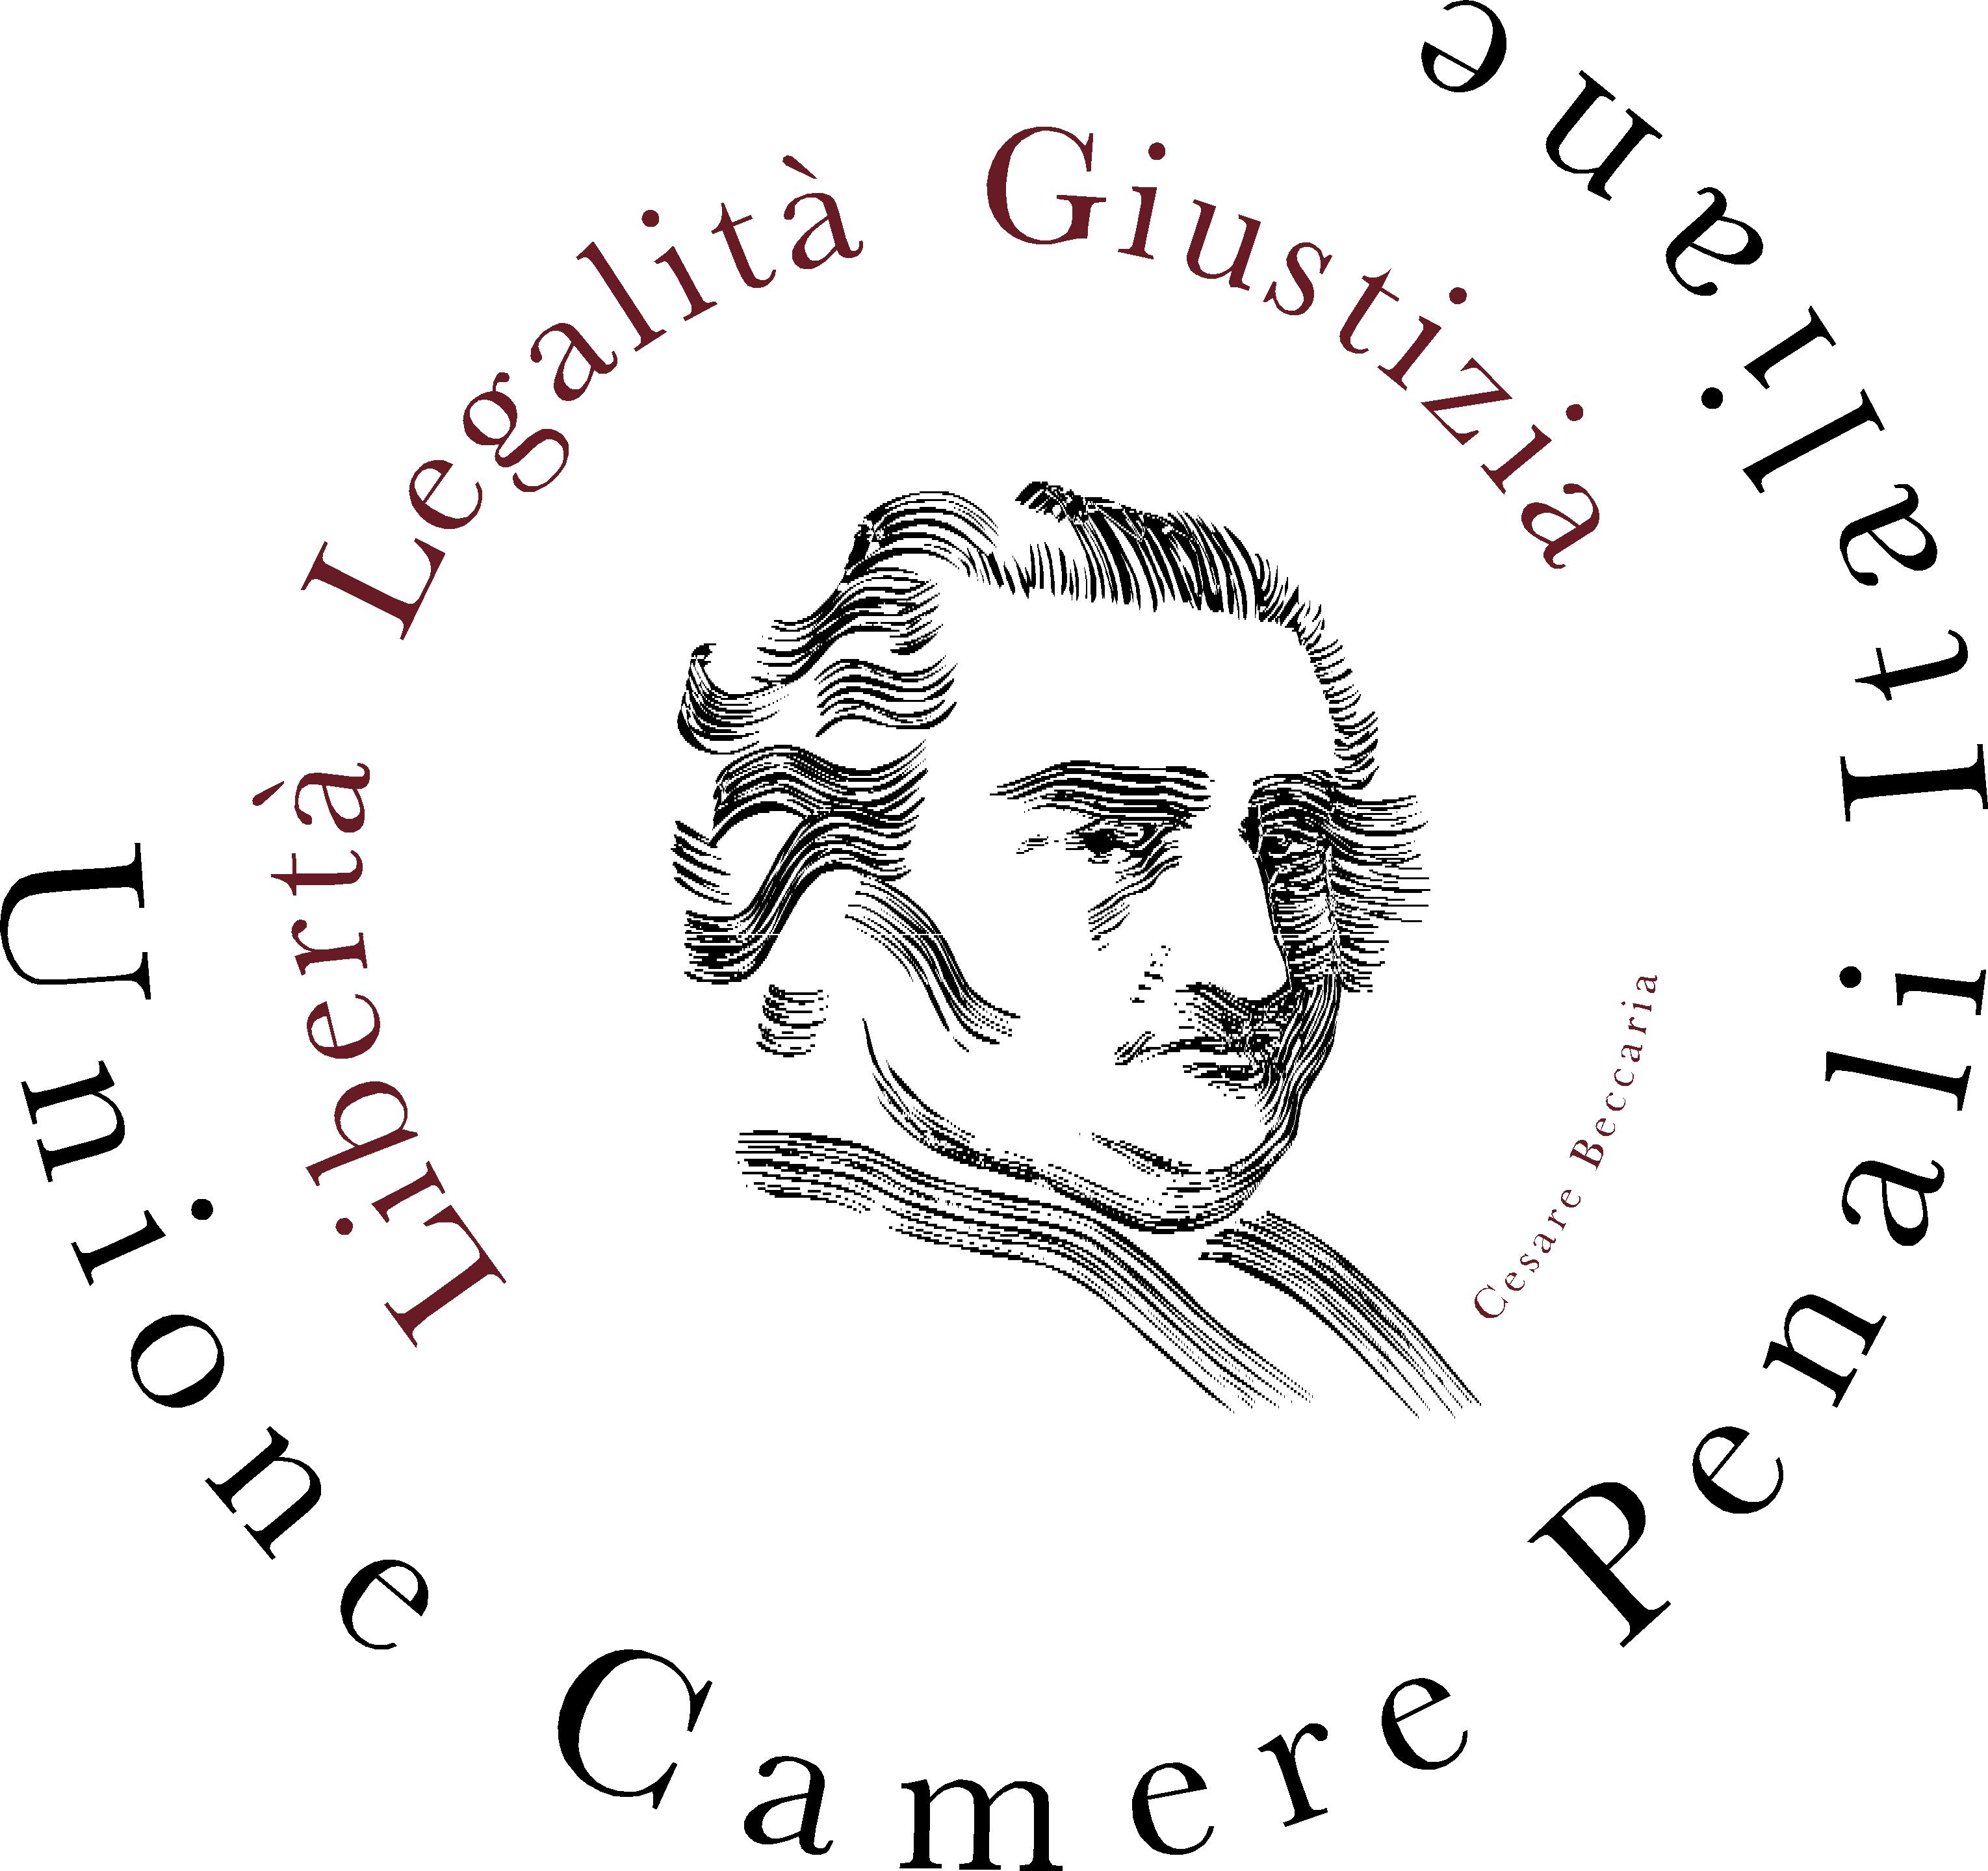 Libertà Legalità Giustizia
Cesare Beccaria
Unione Camere Penali Italiane